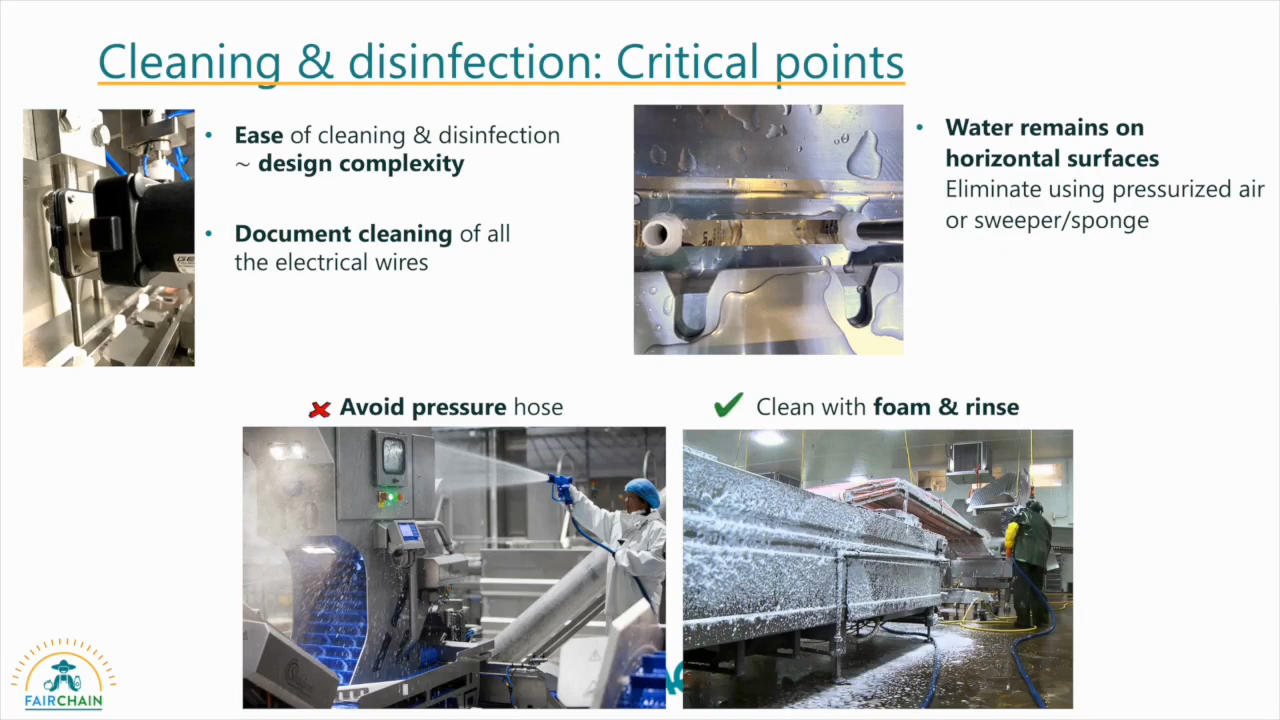 Cleaning & disinfection: Critical points
• Ease of cleaning & disinfection
~ design complexity
• Document cleaning of all
the electrical wires
• Water remains on
horizontal surfaces
Eliminate using pressurized air
or sweeper/sponge
Avoid pressure hose
Clean with foam & rinse
FAIRCHAIN